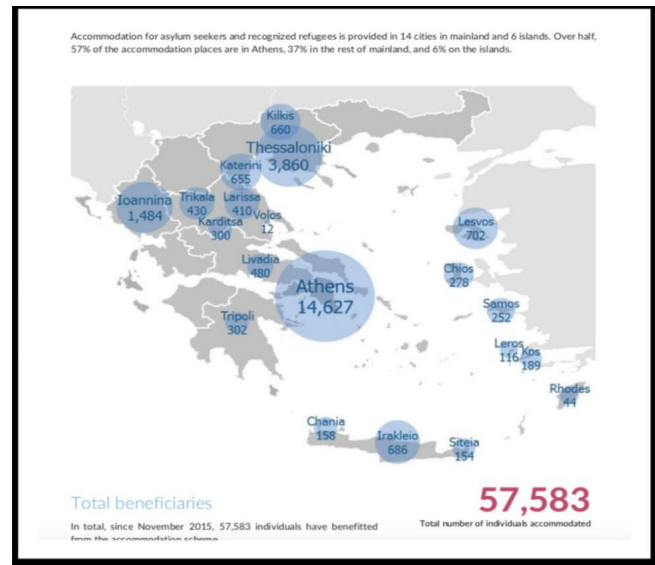 Accommodation for asylum seekers and recognized refugees is provided in 14 cities in mainland and 6 islands. Over half,
57% of the accommodation places are in Athens, 37% in the rest of mainland, and 6% on the islands.
Kilkis
660
Thessaloniki
3,860
Katerini
655
Ioannina
1,484
Trikala
430
Larissa
410
Volos
12
Karditsa
300
Lesvos
702
Livadia
480
Chios
278
Athens
14,627
Samos
252
Tripoli
302
Leros
116
Kos
189
Rhodes
44
Chania
158
Irakleio
686
Siteia
154
Total beneficiaries
57,583
Total number of individuals accommodated
In total, since November 2015, 57,583 individuals have benefitted
from the accommodation scheme